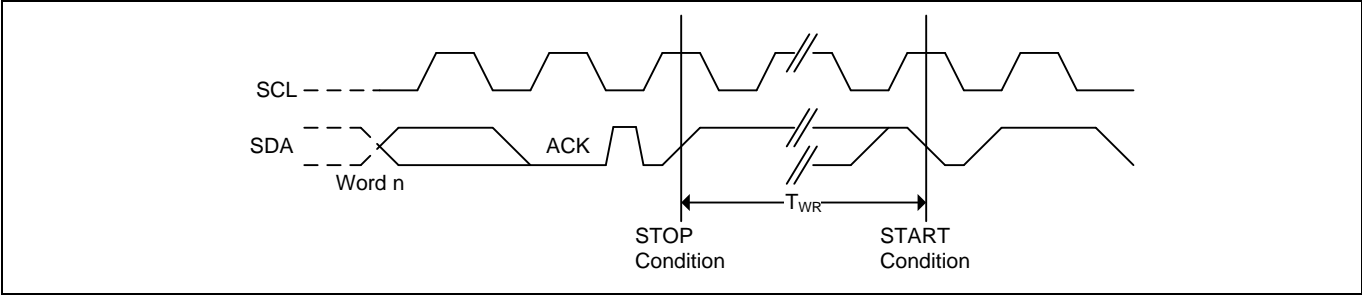 SCL
SDA
ACK
Word n
TWR
STOP
Condition
START
Condition